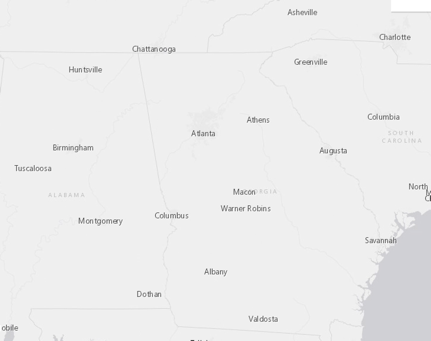 Asheville
Charlotte
Chattanooga
Greenville
Huntsville
Columbia
Athens
Atlanta
SOUTH
CAROLINA
Birmingham
Augusta
Tuscaloosa
North
Macon
ALABAMA
Warner Robins
Columbus
Montgomery
Savannah
Albany
Dothan
Valdosta
obile